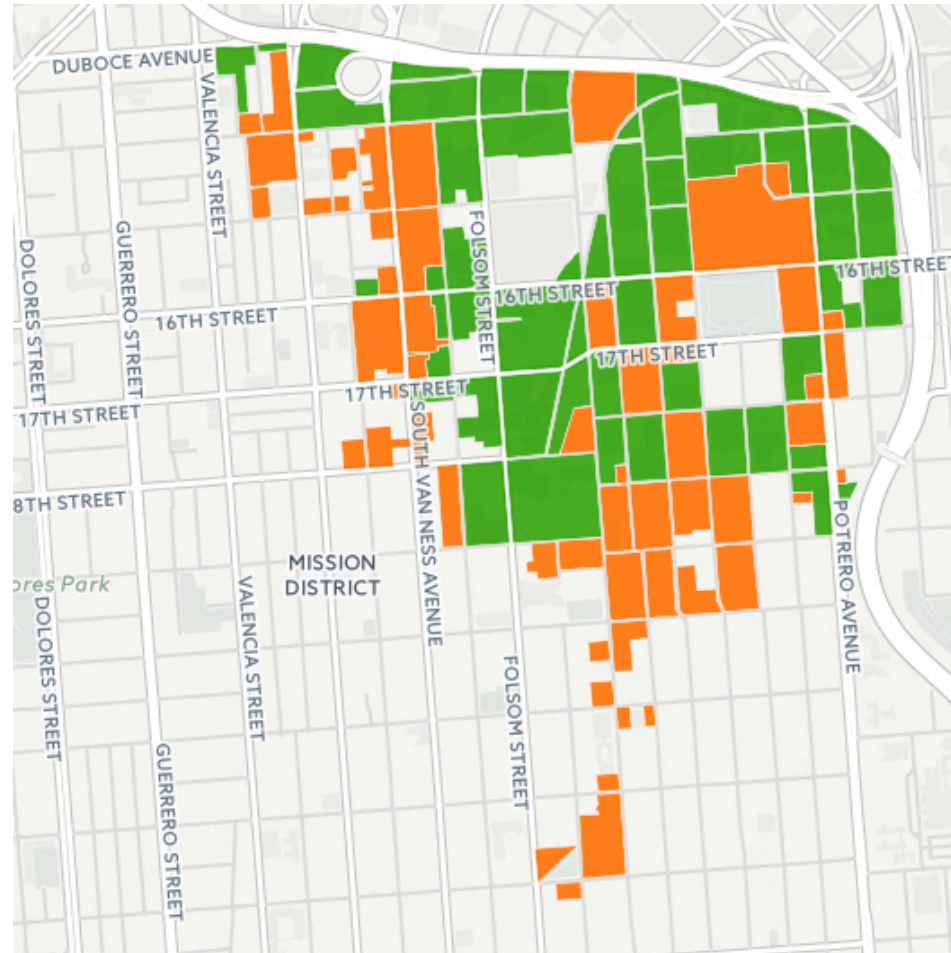 DUBOCE AVENUE
VALENCIA STREET
GUERRERO STREET
DOLORES STREET
FOLSOM STREET
16TH STREET
16TH STREET
16TH STREET
17TH STREET
17TH STREET
17TH STREET
SOUTH VAN NESS AVENUE
8TH STREET
POTRERO AVENUE
MISSION
DISTRICT
ores Park
DOLORES STREET
VALENCIA STREET
FOLSOM STREET
GUERRERO STREET